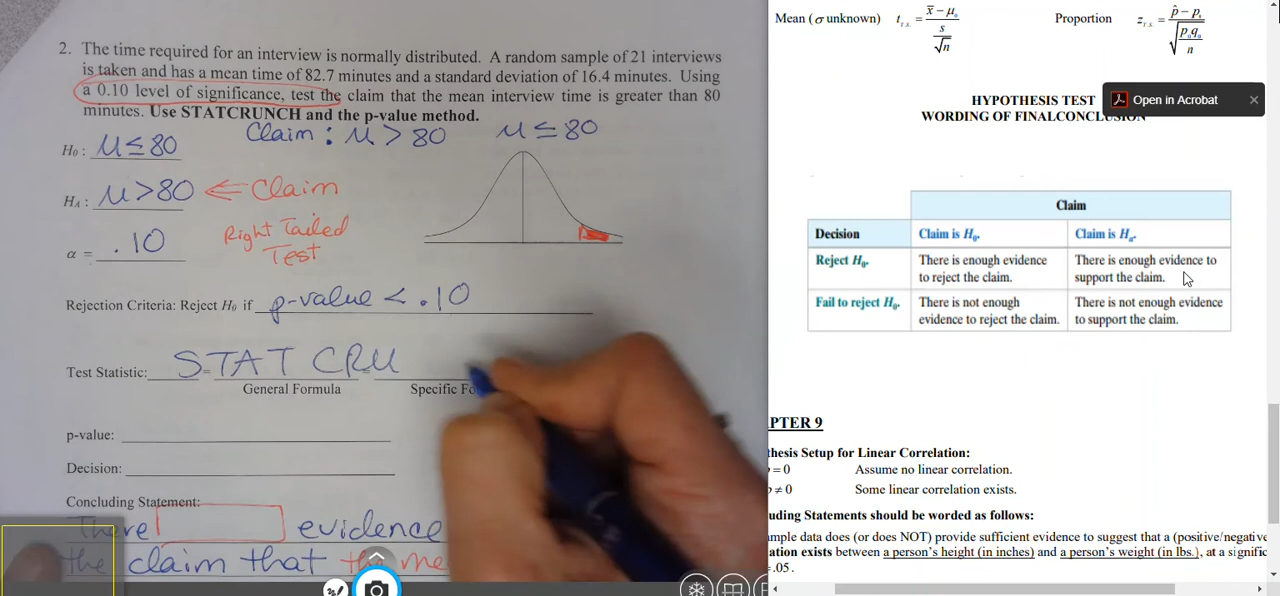 2. The time required for an interview is normally distributed. A random sample of 21 interviews
is taken and has a mean time of 82.7 minutes and a standard deviation of 16.4 minutes. Using
a 0.10 level of significance, test the claim that the mean interview time is greater than 80
minutes. Use STATCRUNCH and the p-value method.
Claim: μ > 80
μ ≤ 80
H₀: μ ≤ 80
Hₐ: μ > 80 ⇐ Claim
α = .10
Right Tailed
Test
Rejection Criteria: Reject H₀ if p-value < .10
Test Statistic: STAT CRU
General Formula
Specific Fo
p-value:
Decision:
Concluding Statement:
There evidence
the claim that the me
Mean (σ unknown) t_{T.S.} = (x̄ − μ₀) / (s/√n)
Proportion z_{T.S.} =
HYPOTHESIS TEST
WORDING OF FINAL CONCLUSION
Open in Acrobat
Claim
Decision Claim is H₀. Claim is Hₐ.
Reject H₀. There is enough evidence to reject the claim. There is enough evidence to support the claim.
Fail to reject H₀. There is not enough evidence to reject the claim. There is not enough evidence to support the claim.
PTER 9
thesis Setup for Linear Correlation:
= 0 Assume no linear correlation.
≠ 0 Some linear correlation exists.
uding Statements should be worded as follows:
mple data does (or does NOT) provide sufficient evidence to suggest that a (positive/negative
ation exists between a person's height (in inches) and a person's weight (in lbs.), at a signific
= .05.